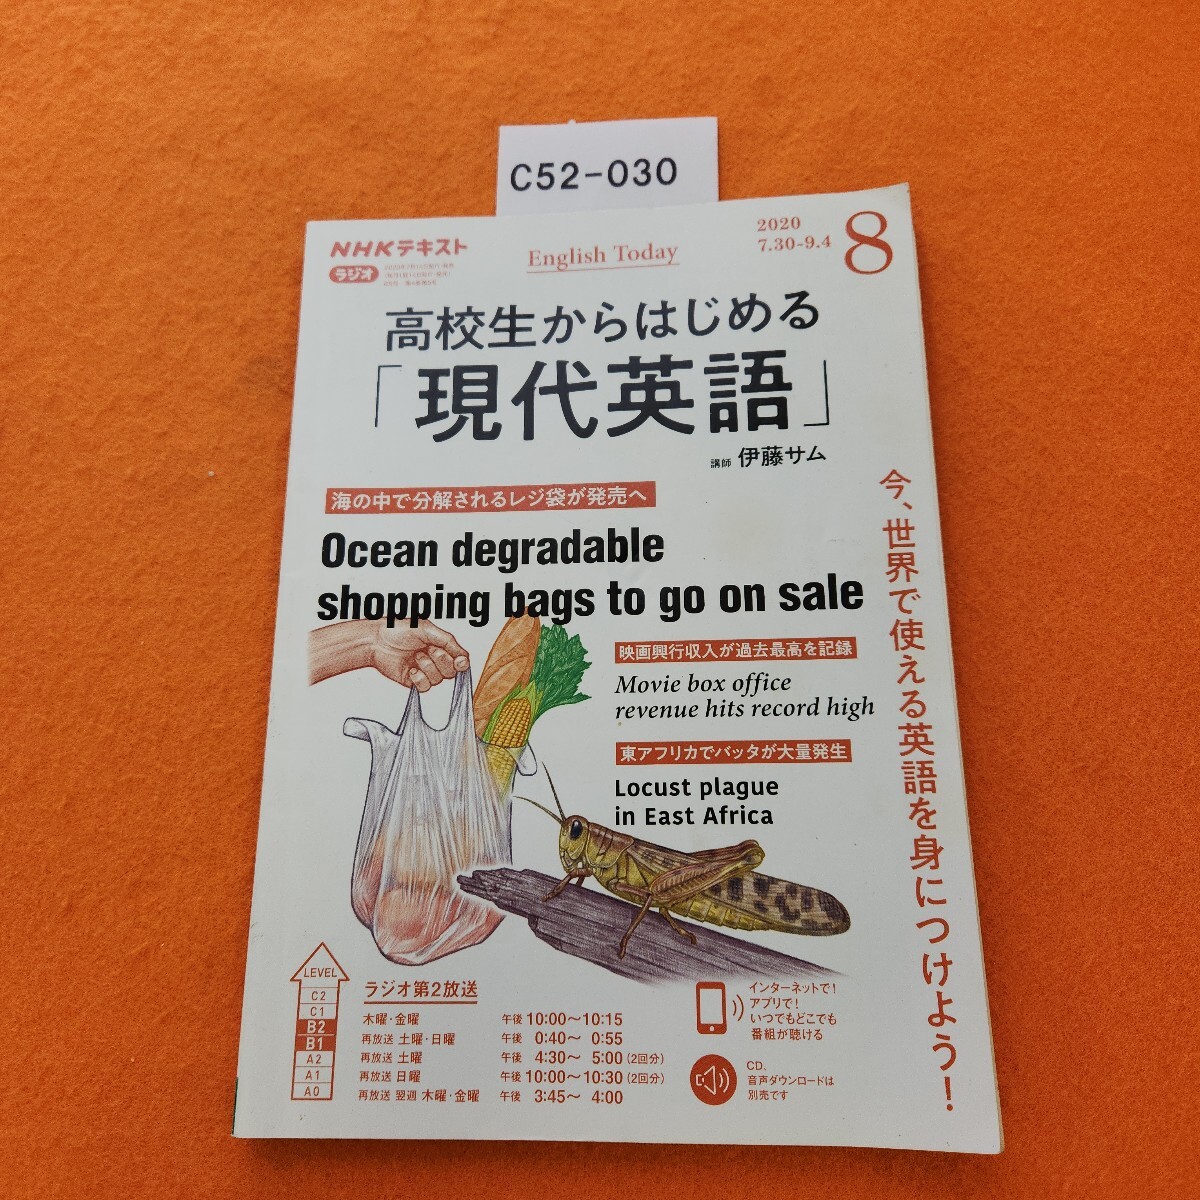 C52-030
NHKテキスト
ラジオ
English Today
2020
7.30-9.4
8
高校生からはじめる
「現代英語」
講師 伊藤サム
海の中で分解されるレジ袋が発売へ
Ocean degradable
shopping bags to go on sale
映画興行収入が過去最高を記録
Movie box office
revenue hits record high
東アフリカでバッタが大量発生
Locust plague
in East Africa
今、世界で使える英語を身につけよう!
LEVEL
C2
C1
B2
B1
A2
A1
A0
ラジオ第2放送
木曜・金曜 午後 10:00〜10:15
再放送 土曜・日曜 午後 0:40〜 0:55
再放送 土曜 午後 4:30〜 5:00 (2回分)
再放送 日曜 午後 10:00〜10:30 (2回分)
再放送 翌週 木曜・金曜 午後 3:45〜 4:00
インターネットで!
アプリで!
いつでもどこでも
番組が聴ける
CD、
音声ダウンロードは
別売です